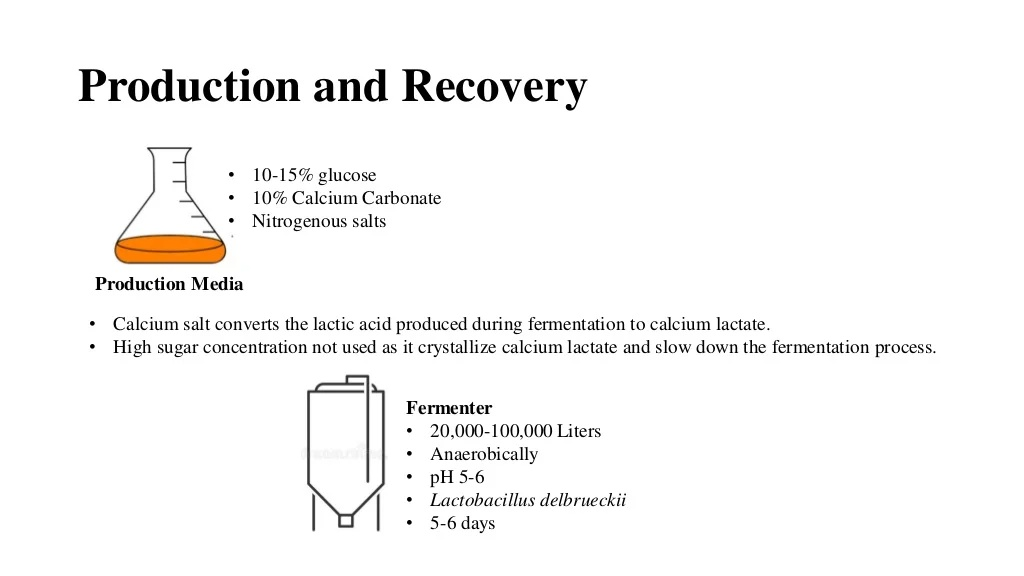 Production and Recovery
• 10-15% glucose
• 10% Calcium Carbonate
• Nitrogenous salts
Production Media
• Calcium salt converts the lactic acid produced during fermentation to calcium lactate.
• High sugar concentration not used as it crystallize calcium lactate and slow down the fermentation process.
Fermenter
• 20,000-100,000 Liters
• Anaerobically
• pH 5-6
• Lactobacillus delbrueckii
• 5-6 days